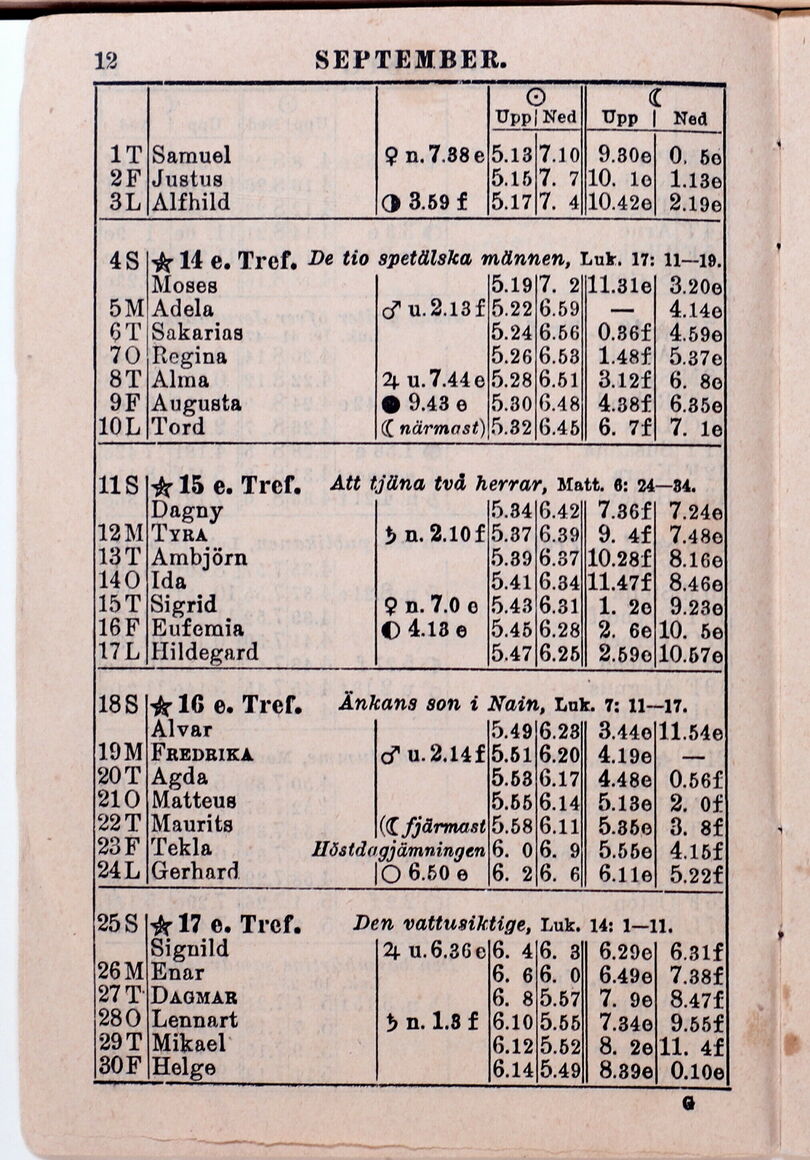 12 SEPTEMBER.
☉ ☾
Upp Ned Upp Ned
1 T Samuel ♀ n. 7.38 e 5.13 7.10 9.30e 0. 5e
2 F Justus 5.15 7. 7 10. 1e 1.13e
3 L Alfhild ◑ 3.59 f 5.17 7. 4 10.42e 2.19e
4 S ★ 14 e. Tref. De tio spetälska männen, Luk. 17: 11—19.
Moses 5.19 7. 2 11.31e 3.20e
5 M Adela ♂ u. 2.13 f 5.22 6.59 — 4.14e
6 T Sakarias 5.24 6.56 0.36f 4.59e
7 O Regina 5.26 6.53 1.48f 5.37e
8 T Alma ♃ u. 7.44 e 5.28 6.51 3.12f 6. 8e
9 F Augusta ● 9.43 e 5.30 6.48 4.38f 6.35e
10 L Tord (☾ närmast) 5.32 6.45 6. 7f 7. 1e
11 S ★ 15 e. Tref. Att tjäna två herrar, Matt. 6: 24—34.
Dagny 5.34 6.42 7.36f 7.24e
12 M TYRA ♄ n. 2.10 f 5.37 6.39 9. 4f 7.48e
13 T Ambjörn 5.39 6.37 10.28f 8.16e
14 O Ida 5.41 6.34 11.47f 8.46e
15 T Sigrid ♀ n. 7.0 e 5.43 6.31 1. 2e 9.23e
16 F Eufemia ◐ 4.13 e 5.45 6.28 2. 6e 10. 5e
17 L Hildegard 5.47 6.25 2.59e 10.57e
18 S ★ 16 e. Tref. Änkans son i Nain, Luk. 7: 11—17.
Alvar 5.49 6.23 3.44e 11.54e
19 M FREDRIKA ♂ u. 2.14 f 5.51 6.20 4.19e —
20 T Agda 5.53 6.17 4.48e 0.56f
21 O Matteus 5.55 6.14 5.13e 2. 0f
22 T Maurits (☾ fjärmast 5.58 6.11 5.35e 3. 8f
23 F Tekla Höstdagjämningen 6. 0 6. 9 5.55e 4.15f
24 L Gerhard ○ 6.50 e 6. 2 6. 6 6.11e 5.22f
25 S ★ 17 e. Tref. Den vattusiktige, Luk. 14: 1—11.
Signild ♃ u. 6.36 e 6. 4 6. 3 6.29e 6.31f
26 M Enar 6. 6 6. 0 6.49e 7.38f
27 T DAGMAR 6. 8 5.57 7. 9e 8.47f
28 O Lennart ♄ n. 1.3 f 6.10 5.55 7.34e 9.55f
29 T Mikael 6.12 5.52 8. 2e 11. 4f
30 F Helge 6.14 5.49 8.39e 0.10e
G